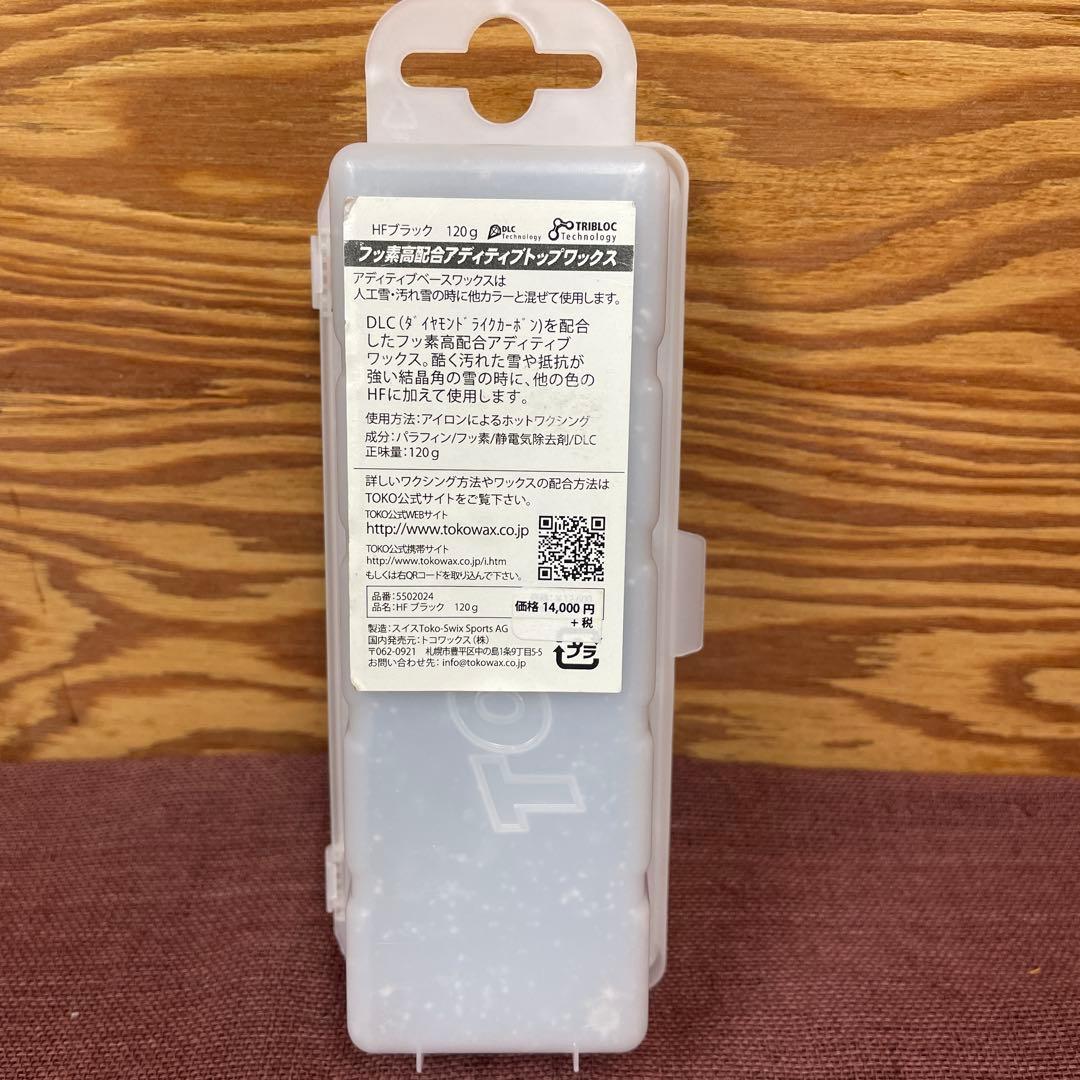 HFブラック 120g DLC Technology TRIBLOC Technology
フッ素高配合アディティブトップワックス
アディティブベースワックスは
人工雪・汚れ雪の時に他カラーと混ぜて使用します。
DLC(ﾀﾞｲﾔﾓﾝﾄﾞﾗｲｸｶｰﾎﾞﾝ)を配合
したフッ素高配合アディティブ
ワックス。酷く汚れた雪や抵抗が
強い結晶角の雪の時に、他の色の
HFに加えて使用します。
使用方法:アイロンによるホットワクシング
成分:パラフィン/フッ素/静電気除去剤/DLC
正味量:120g
詳しいワクシング方法やワックスの配合方法は
TOKO公式サイトをご覧下さい。
TOKO公式WEBサイト
http://www.tokowax.co.jp
TOKO公式携帯サイト
http://www.tokowax.co.jp/i.htm
もしくは右QRコードを取り込んで下さい。
品番:5502024
品名:HF ブラック 120g
価格 14,000 円
+ 税
製造:スイスToko-Swix Sports AG
国内発売元:トコワックス(株)
〒062-0921 札幌市豊平区中の島1条9丁目5-5
お問い合わせ先:info@tokowax.co.jp
プラ
TO